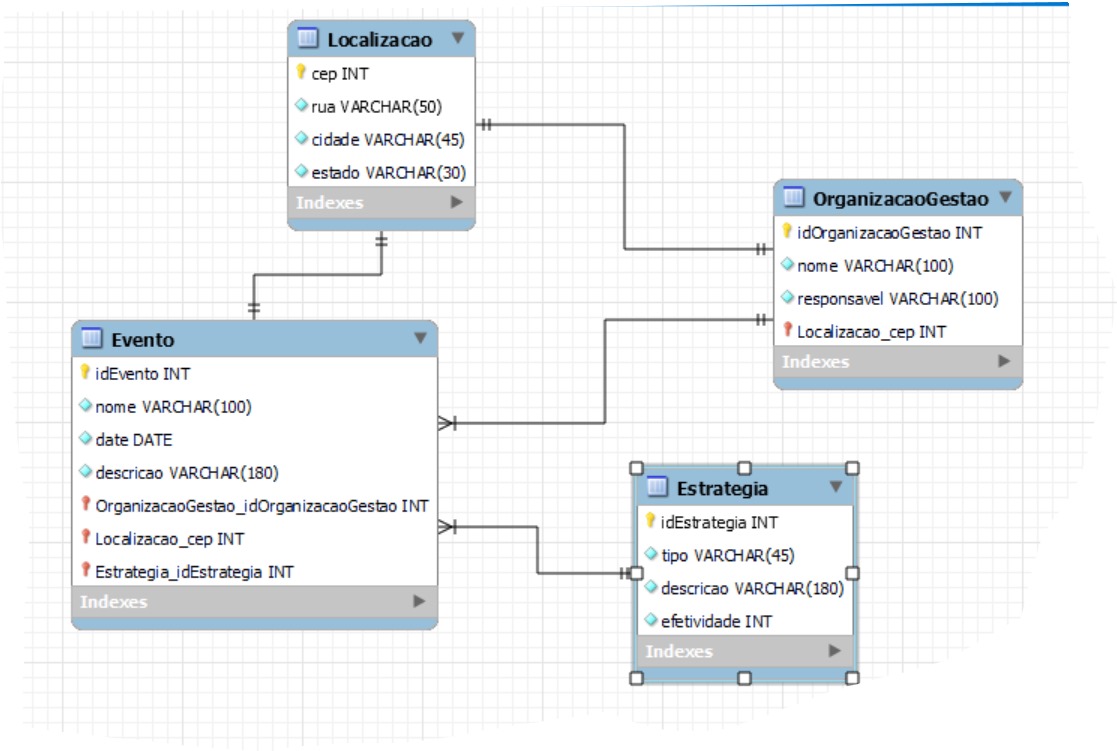 Localizacao
cep INT
rua VARCHAR(50)
cidade VARCHAR(45)
estado VARCHAR(30)
Indexes
OrganizacaoGestao
idOrganizacaoGestao INT
nome VARCHAR(100)
responsavel VARCHAR(100)
Localizacao_cep INT
Indexes
Evento
idEvento INT
nome VARCHAR(100)
date DATE
descricao VARCHAR(180)
OrganizacaoGestao_idOrganizacaoGestao INT
Localizacao_cep INT
Estrategia_idEstrategia INT
Indexes
Estrategia
idEstrategia INT
tipo VARCHAR(45)
descricao VARCHAR(180)
efetividade INT
Indexes